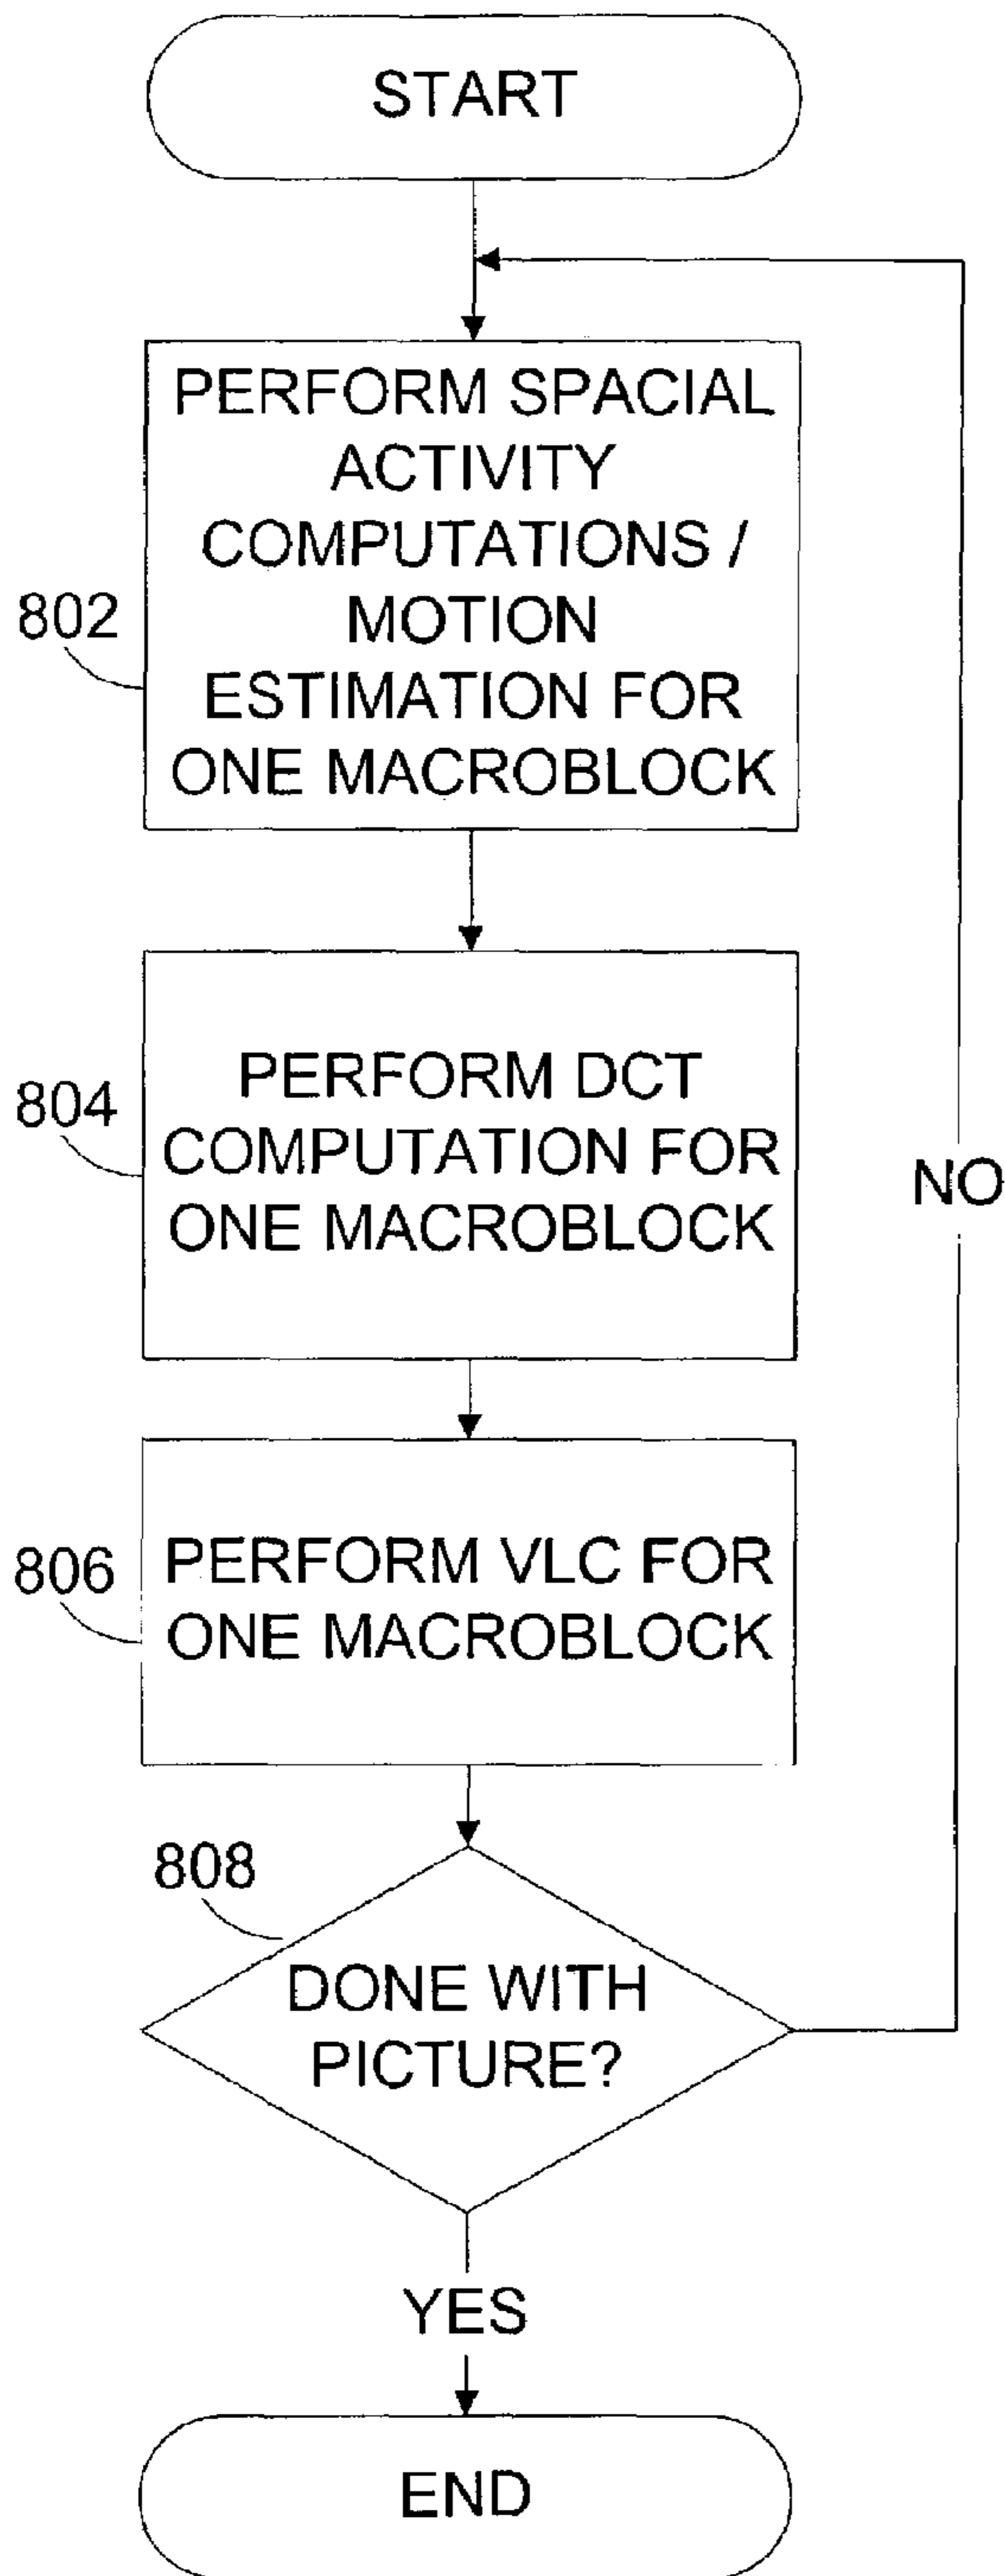 START
PERFORM SPACIAL
ACTIVITY
COMPUTATIONS /
MOTION
ESTIMATION FOR
ONE MACROBLOCK
802
PERFORM DCT
COMPUTATION FOR
ONE MACROBLOCK
804
NO
PERFORM VLC FOR
ONE MACROBLOCK
806
808
DONE WITH
PICTURE?
YES
END